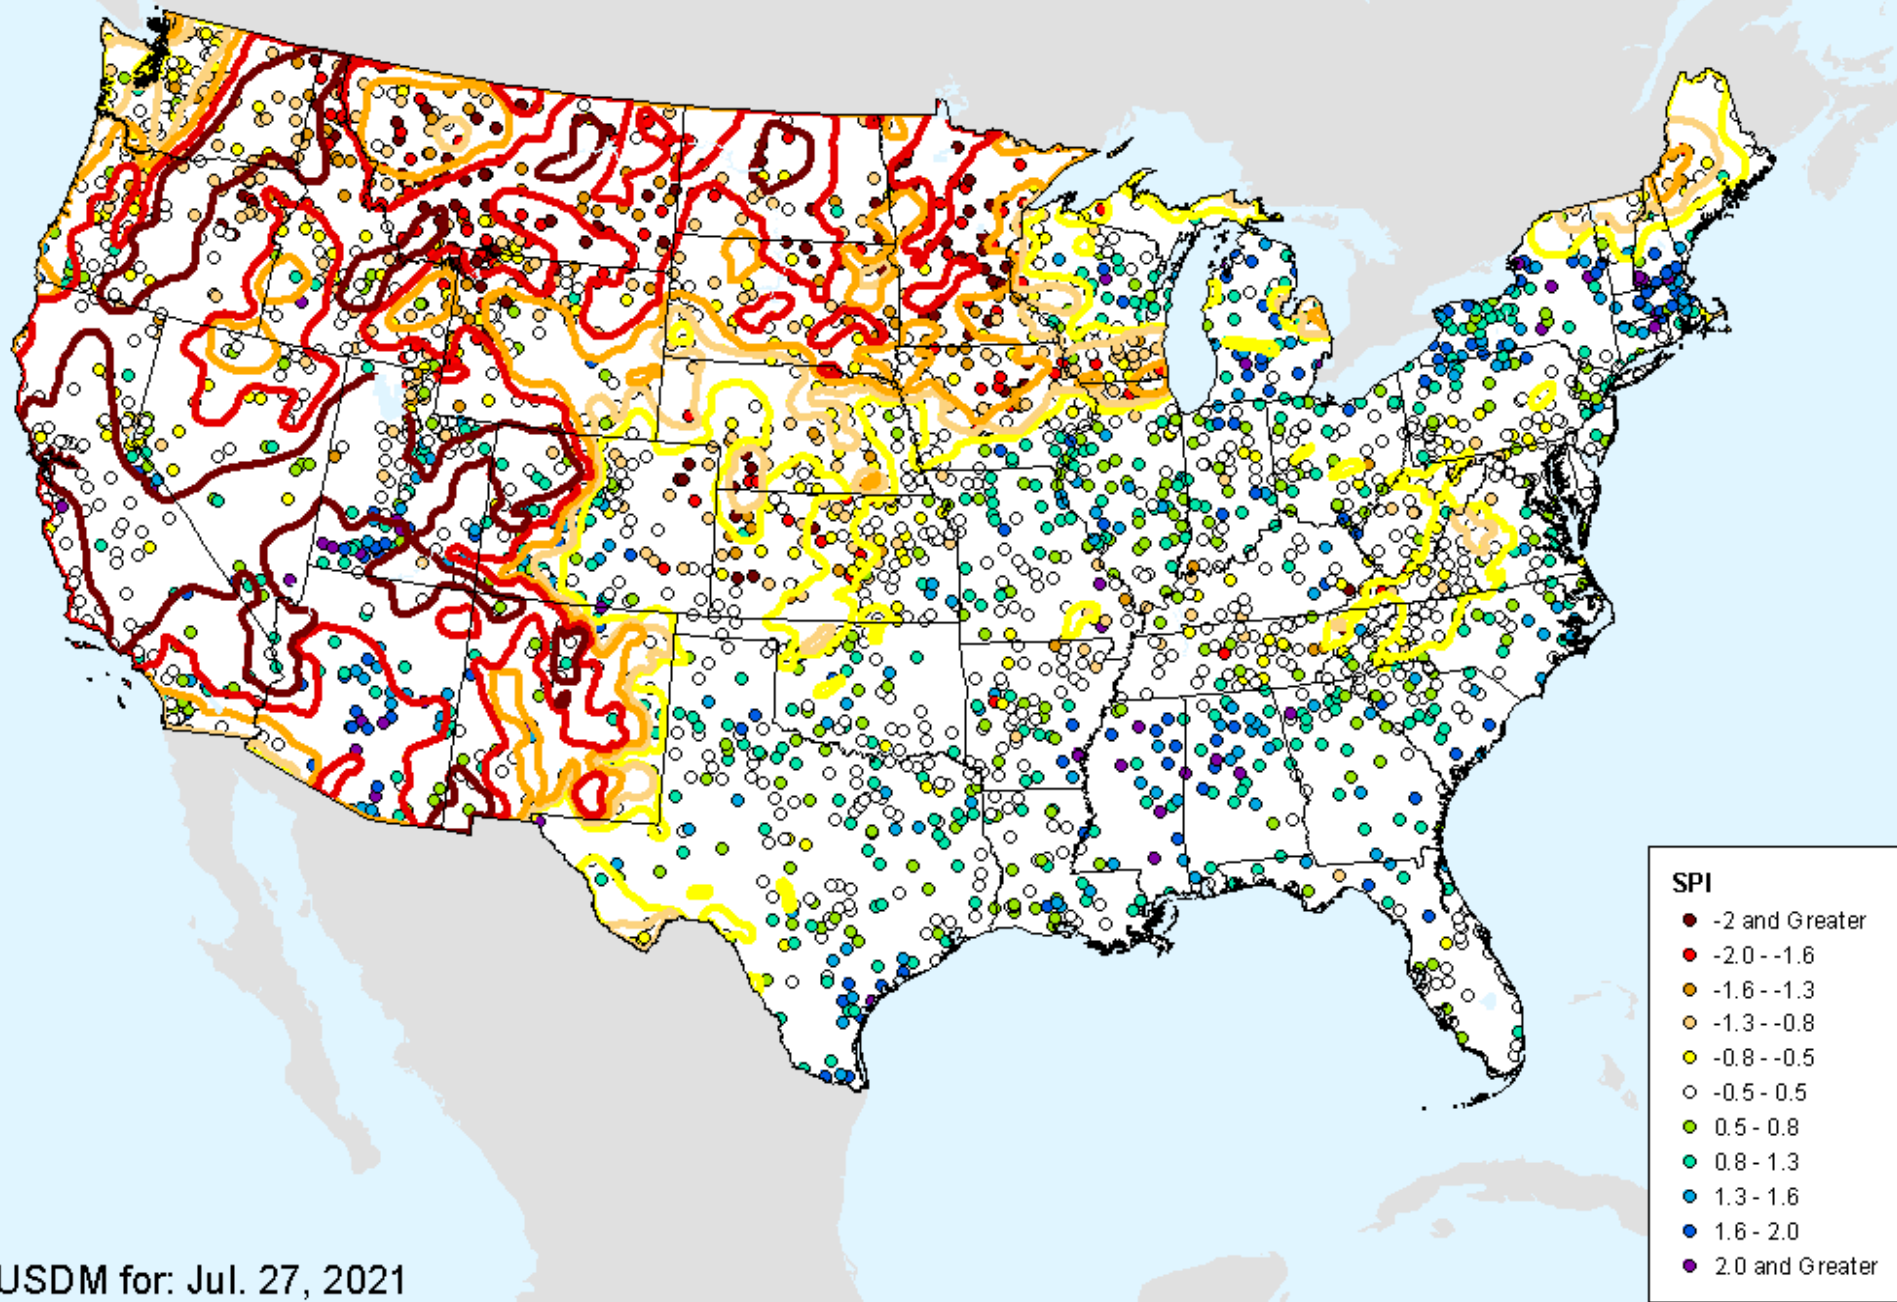 SPI
-2 and Greater
-2.0 - -1.6
-1.6 - -1.3
-1.3 - -0.8
-0.8 - -0.5
-0.5 - 0.5
0.5 - 0.8
0.8 - 1.3
1.3 - 1.6
1.6 - 2.0
2.0 and Greater
USDM for: Jul. 27, 2021